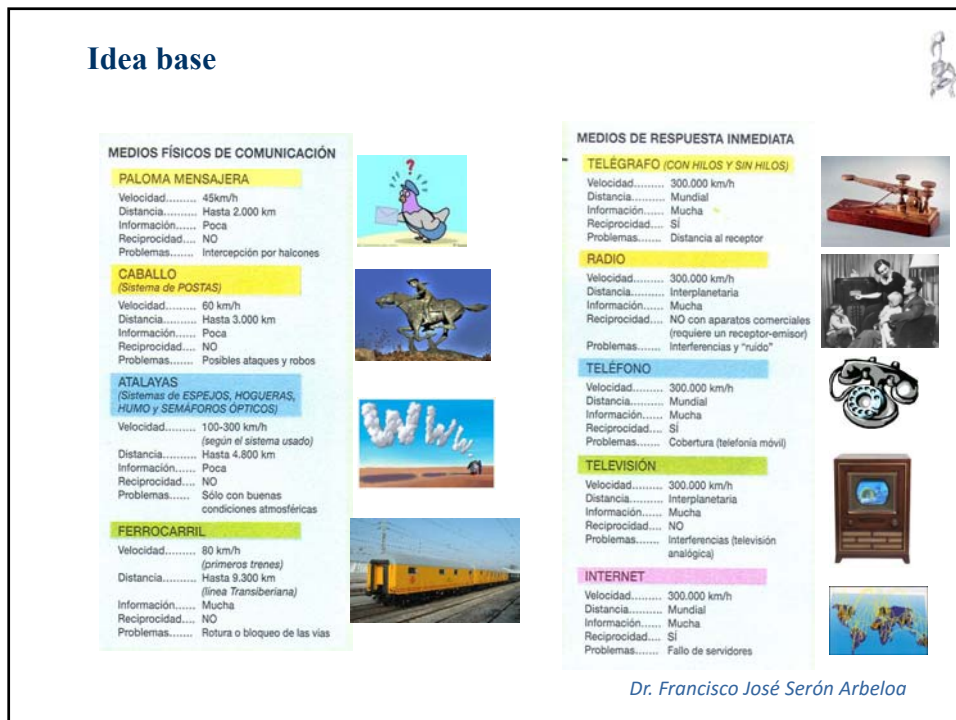 Idea base
MEDIOS FÍSICOS DE COMUNICACIÓN
PALOMA MENSAJERA
Velocidad......... 45km/h
Distancia.......... Hasta 2.000 km
Información...... Poca
Reciprocidad.... NO
Problemas....... Intercepción por halcones
CABALLO
(Sistema de POSTAS)
Velocidad......... 60 km/h
Distancia.......... Hasta 3.000 km
Información...... Poca
Reciprocidad.... NO
Problemas....... Posibles ataques y robos
ATALAYAS
(Sistemas de ESPEJOS, HOGUERAS,
HUMO y SEMÁFOROS ÓPTICOS)
Velocidad......... 100-300 km/h
(según el sistema usado)
Distancia.......... Hasta 4.800 km
Información...... Poca
Reciprocidad.... NO
Problemas...... Sólo con buenas
condiciones atmosféricas
FERROCARRIL
Velocidad......... 80 km/h
(primeros trenes)
Distancia.......... Hasta 9.300 km
(línea Transiberiana)
Información...... Mucha
Reciprocidad.... NO
Problemas....... Rotura o bloqueo de las vías
?
WWW
MEDIOS DE RESPUESTA INMEDIATA
TELÉGRAFO (CON HILOS Y SIN HILOS)
Velocidad......... 300.000 km/h
Distancia.......... Mundial
Información...... Mucha
Reciprocidad.... SÍ
Problemas....... Distancia al receptor
RADIO
Velocidad......... 300.000 km/h
Distancia.......... Interplanetaria
Información...... Mucha
Reciprocidad.... NO con aparatos comerciales
(requiere un receptor-emisor)
Problemas....... Interferencias y "ruido"
TELÉFONO
Velocidad......... 300.000 km/h
Distancia.......... Mundial
Información...... Mucha
Reciprocidad.... SÍ
Problemas....... Cobertura (telefonía móvil)
TELEVISIÓN
Velocidad......... 300.000 km/h
Distancia.......... Interplanetaria
Información...... Mucha
Reciprocidad.... NO
Problemas....... Interferencias (televisión
analógica)
INTERNET
Velocidad......... 300.000 km/h
Distancia.......... Mundial
Información...... Mucha
Reciprocidad.... SÍ
Problemas....... Fallo de servidores
Dr. Francisco José Serón Arbeloa